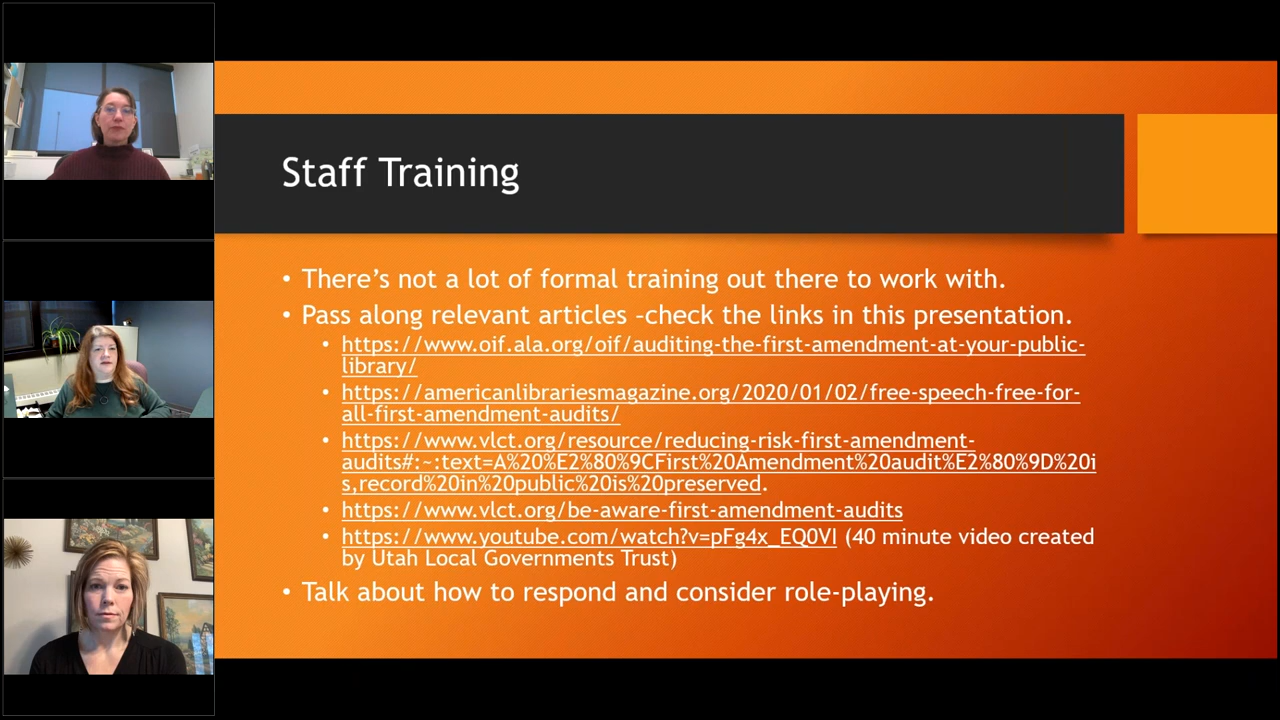 Staff Training
• There's not a lot of formal training out there to work with.
• Pass along relevant articles –check the links in this presentation.
• https://www.oif.ala.org/oif/auditing-the-first-amendment-at-your-public-
library/
• https://americanlibrariesmagazine.org/2020/01/02/free-speech-free-for-
all-first-amendment-audits/
• https://www.vlct.org/resource/reducing-risk-first-amendment-
audits#:~:text=A%20%E2%80%9CFirst%20Amendment%20audit%E2%80%9D%20i
s,record%20in%20public%20is%20preserved.
• https://www.vlct.org/be-aware-first-amendment-audits
• https://www.youtube.com/watch?v=pFg4x_EQ0VI (40 minute video created
by Utah Local Governments Trust)
• Talk about how to respond and consider role-playing.